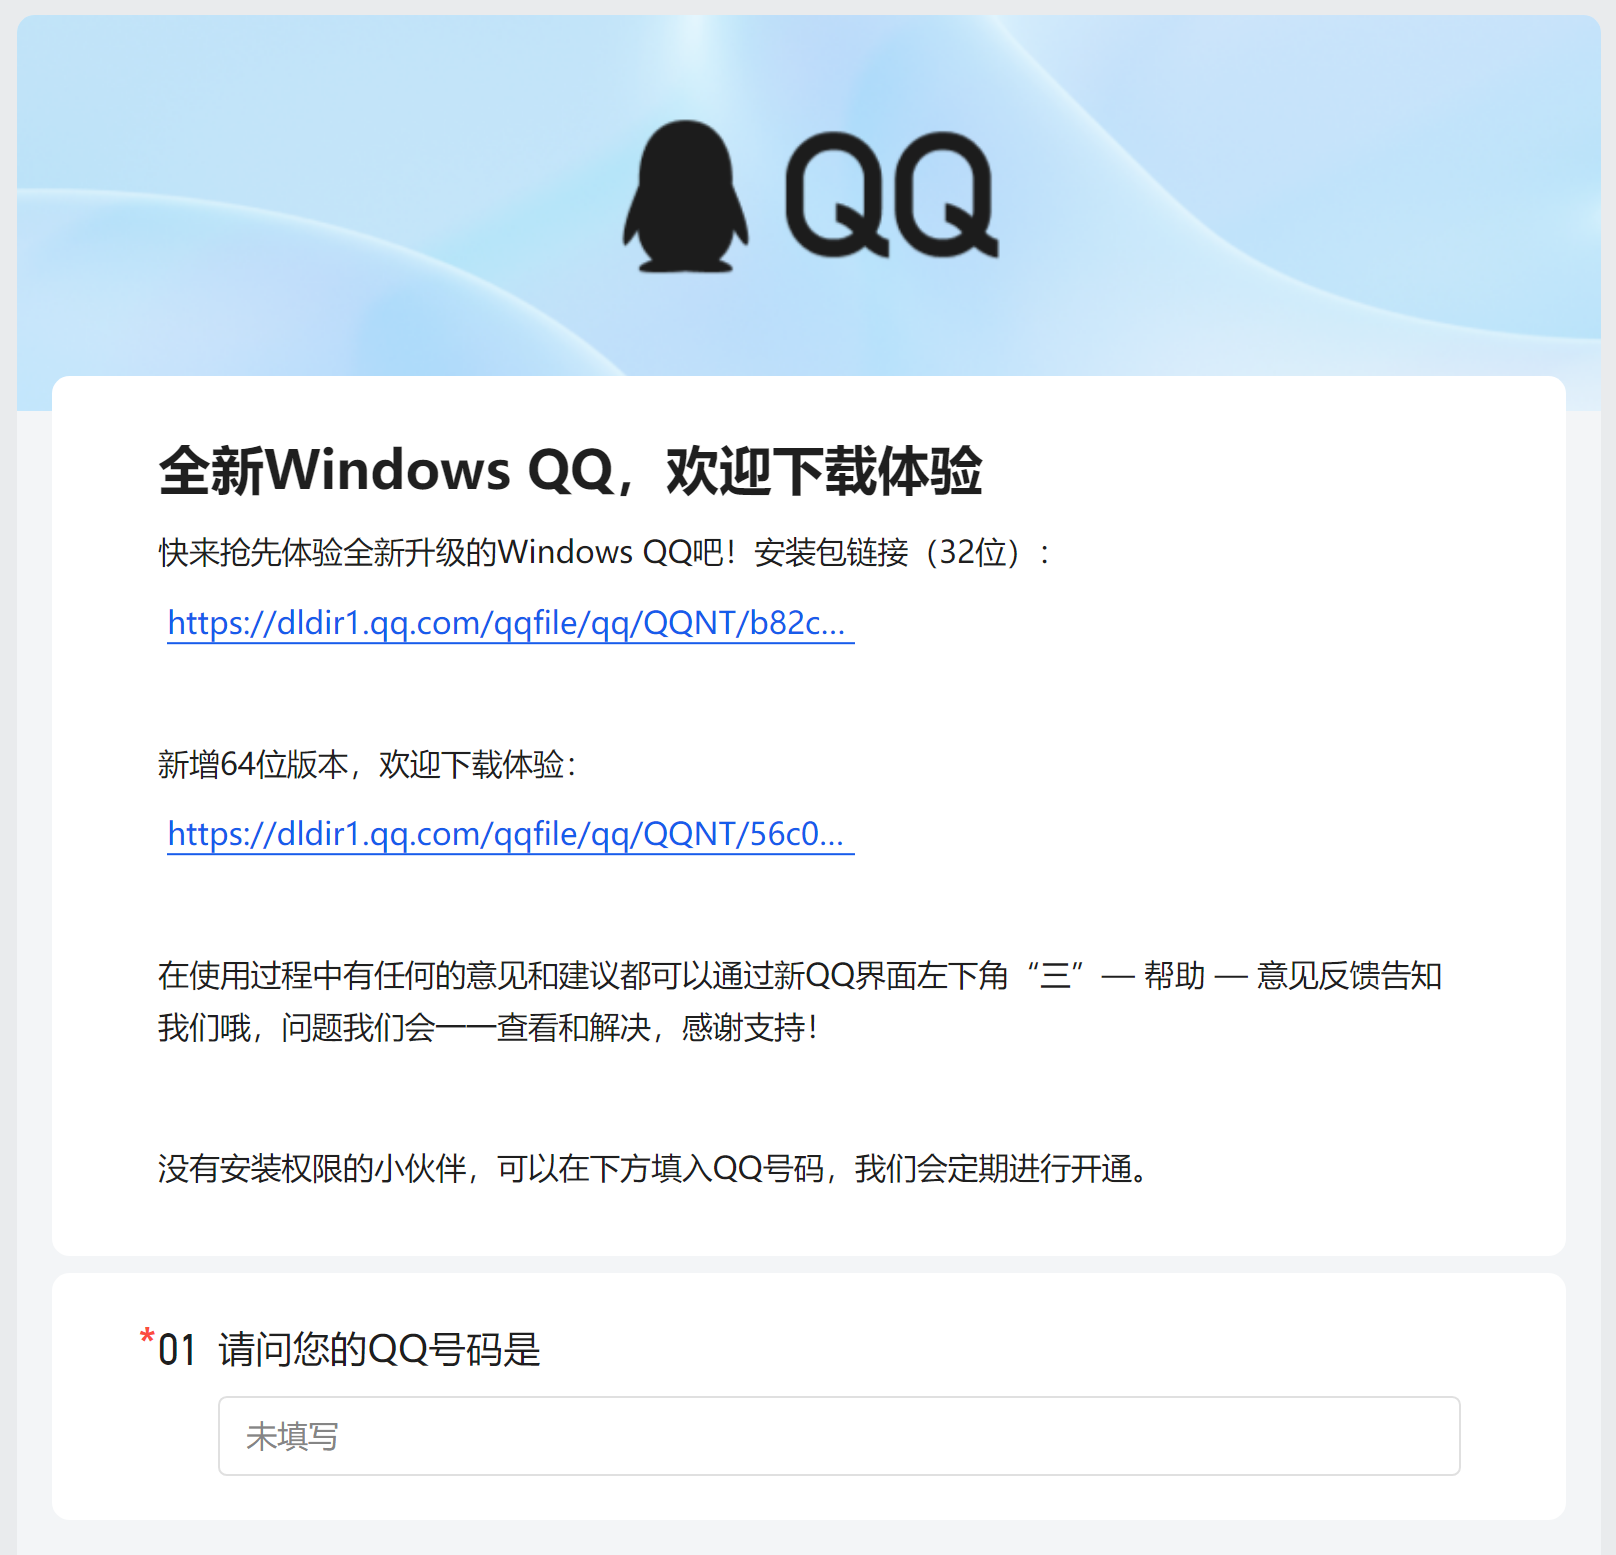 QQ
全新Windows QQ，欢迎下载体验
快来抢先体验全新升级的Windows QQ吧！安装包链接（32位）：
https://dldir1.qq.com/qqfile/qq/QQNT/b82c...
新增64位版本，欢迎下载体验：
https://dldir1.qq.com/qqfile/qq/QQNT/56c0...
在使用过程中有任何的意见和建议都可以通过新QQ界面左下角“三”— 帮助 — 意见反馈告知
我们哦，问题我们会一一查看和解决，感谢支持！
没有安装权限的小伙伴，可以在下方填入QQ号码，我们会定期进行开通。
*01 请问您的QQ号码是
未填写